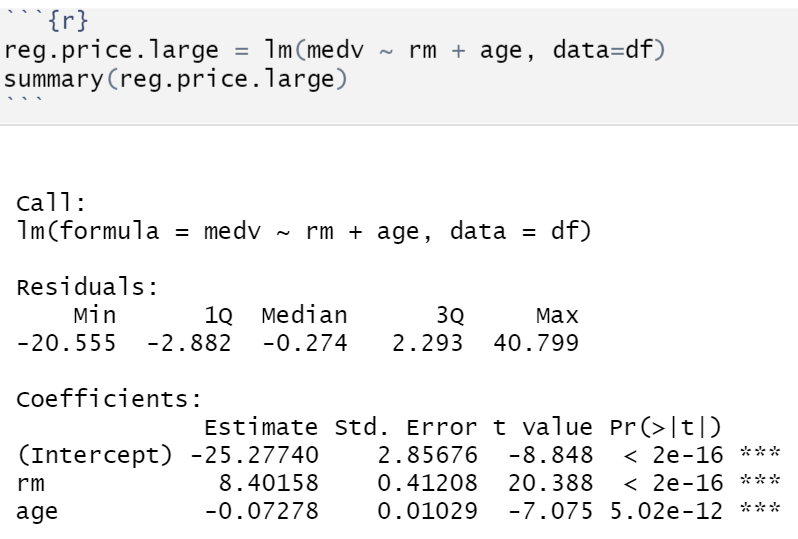 ```{r}
reg.price.large = lm(medv ~ rm + age, data=df)
summary(reg.price.large)
```
Call:
lm(formula = medv ~ rm + age, data = df)
Residuals:
Min 1Q Median 3Q Max
-20.555 -2.882 -0.274 2.293 40.799
Coefficients:
Estimate Std. Error t value Pr(>|t|)
(Intercept) -25.27740 2.85676 -8.848 < 2e-16 ***
rm 8.40158 0.41208 20.388 < 2e-16 ***
age -0.07278 0.01029 -7.075 5.02e-12 ***